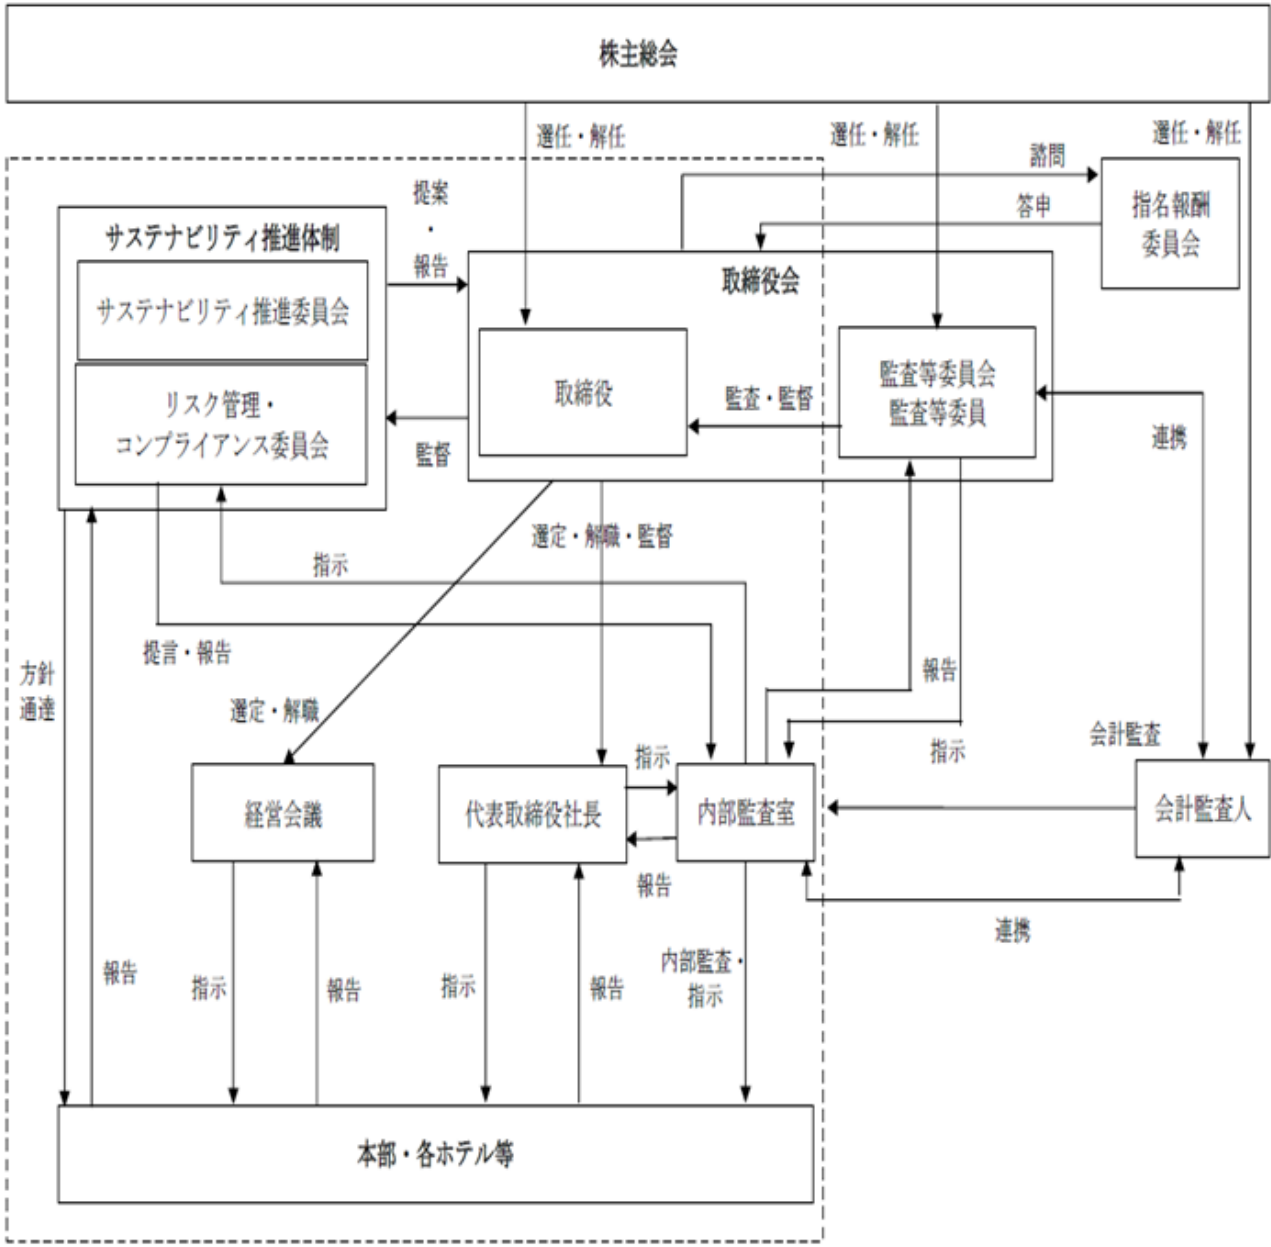 株主総会
選任・解任
選任・解任
選任・解任
諮問
答申
指名報酬
委員会
提案
・
報告
サステナビリティ推進体制
サステナビリティ推進委員会
リスク管理・
コンプライアンス委員会
監督
取締役会
取締役
監査・監督
監査等委員会
監査等委員
連携
選定・解職・監督
指示
提言・報告
方針
通達
選定・解職
報告
指示
会計監査
経営会議
代表取締役社長
指示
報告
内部監査室
会計監査人
連携
報告
指示
報告
指示
報告
内部監査・
指示
本部・各ホテル等